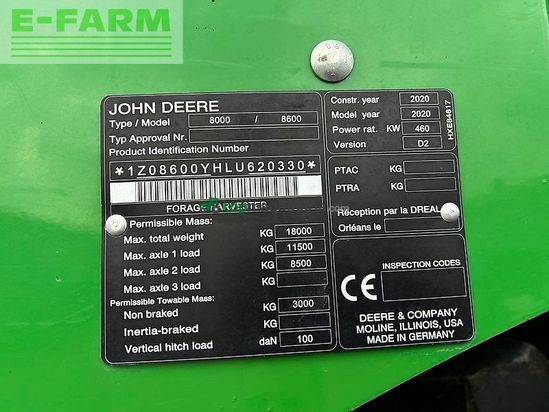 E-FARM
JOHN DEERE
Type / Model 8000 / 8600
Typ Approval Nr.
Product Identification Number
*1Z08600YHLU620330*
FORAGE HARVESTER
Permissible Mass:
Max. total weight KG 18000
Max. axle 1 load KG 11500
Max. axle 2 load KG 8500
Max. axle 3 load KG
Permissible Towable Mass:
Non braked KG 3000
Inertia-braked KG
Vertical hitch load daN 100
Constr. year 2020
Model year 2020
Power rat. KW 460
Version D2
HXE84617
PTAC KG
PTRA KG
Réception par la DREAL
Orléans le
INSPECTION CODES
CE
DEERE & COMPANY
MOLINE, ILLINOIS, USA
MADE IN GERMANY